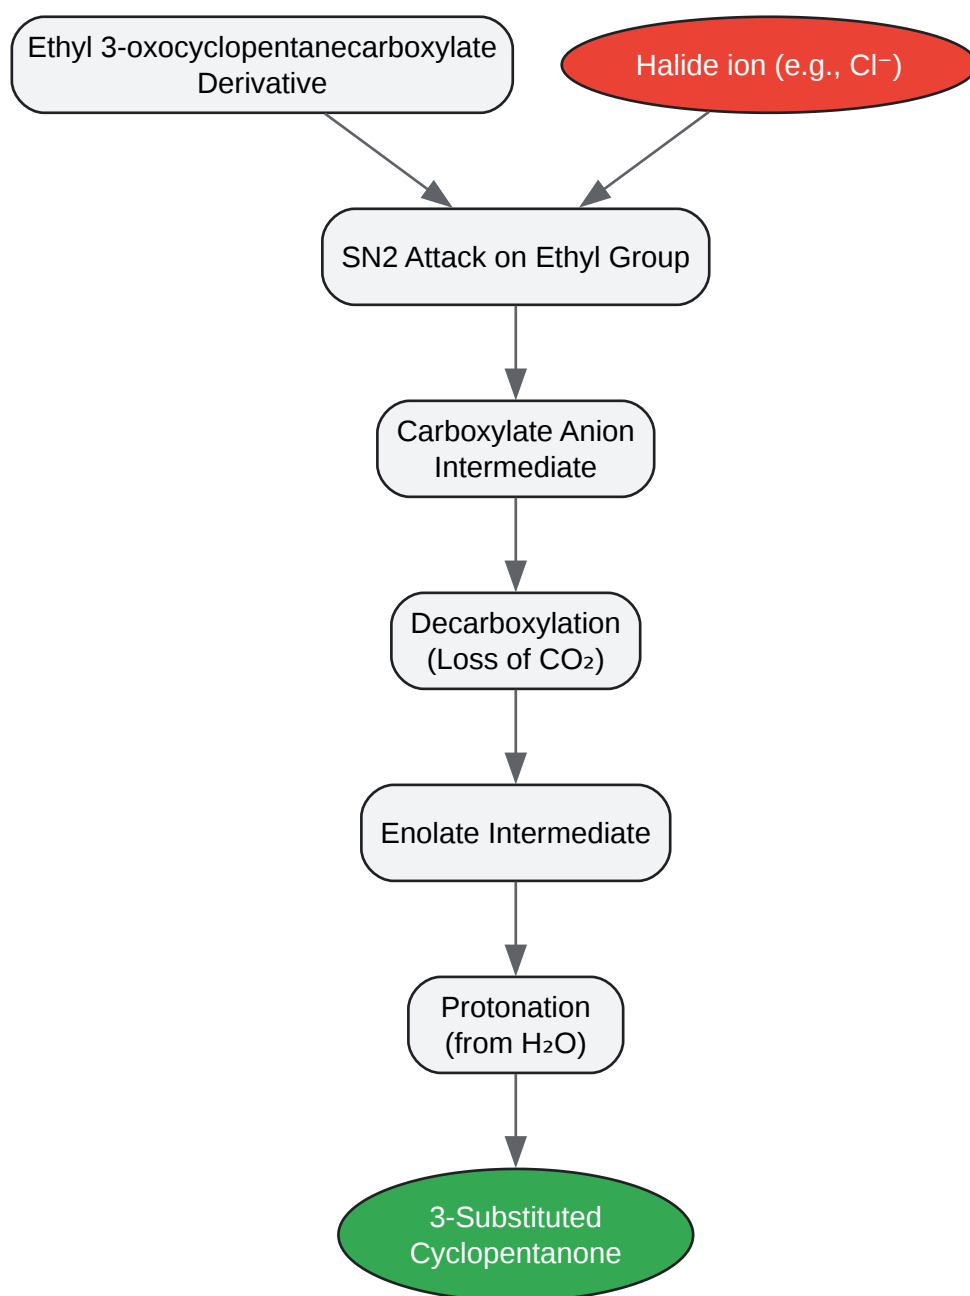 Ethyl 3-oxocyclopentanecarboxylate
Derivative
Halide ion (e.g., Cl⁻)
SN2 Attack on Ethyl Group
Carboxylate Anion
Intermediate
Decarboxylation
(Loss of CO₂)
Enolate Intermediate
Protonation
(from H₂O)
3-Substituted
Cyclopentanone